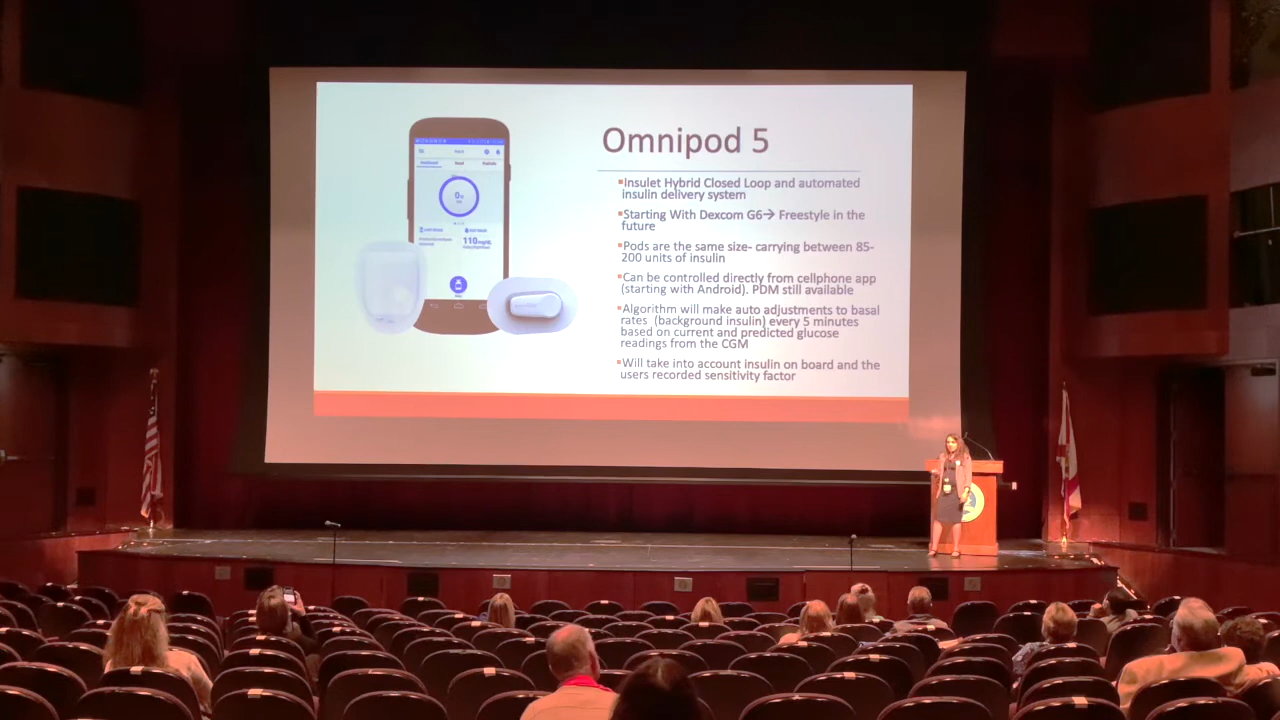 Omnipod 5
Insulet Hybrid Closed Loop and automated
insulin delivery system
Starting With Dexcom G6→ Freestyle in the
future
Pods are the same size- carrying between 85-
200 units of insulin
Can be controlled directly from cellphone app
(starting with Android). PDM still available
Algorithm will make auto adjustments to basal
rates (background insulin) every 5 minutes
based on current and predicted glucose
readings from the CGM
Will take into account insulin on board and the
users recorded sensitivity factor
110 mg/dL